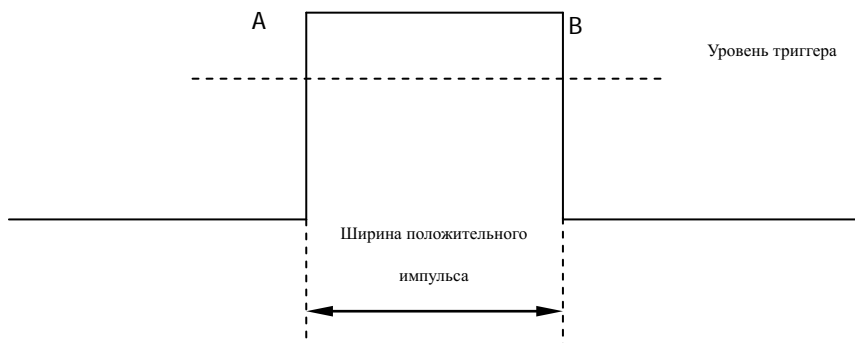 A
B
Уровень триггера
Ширина положительного
импульса